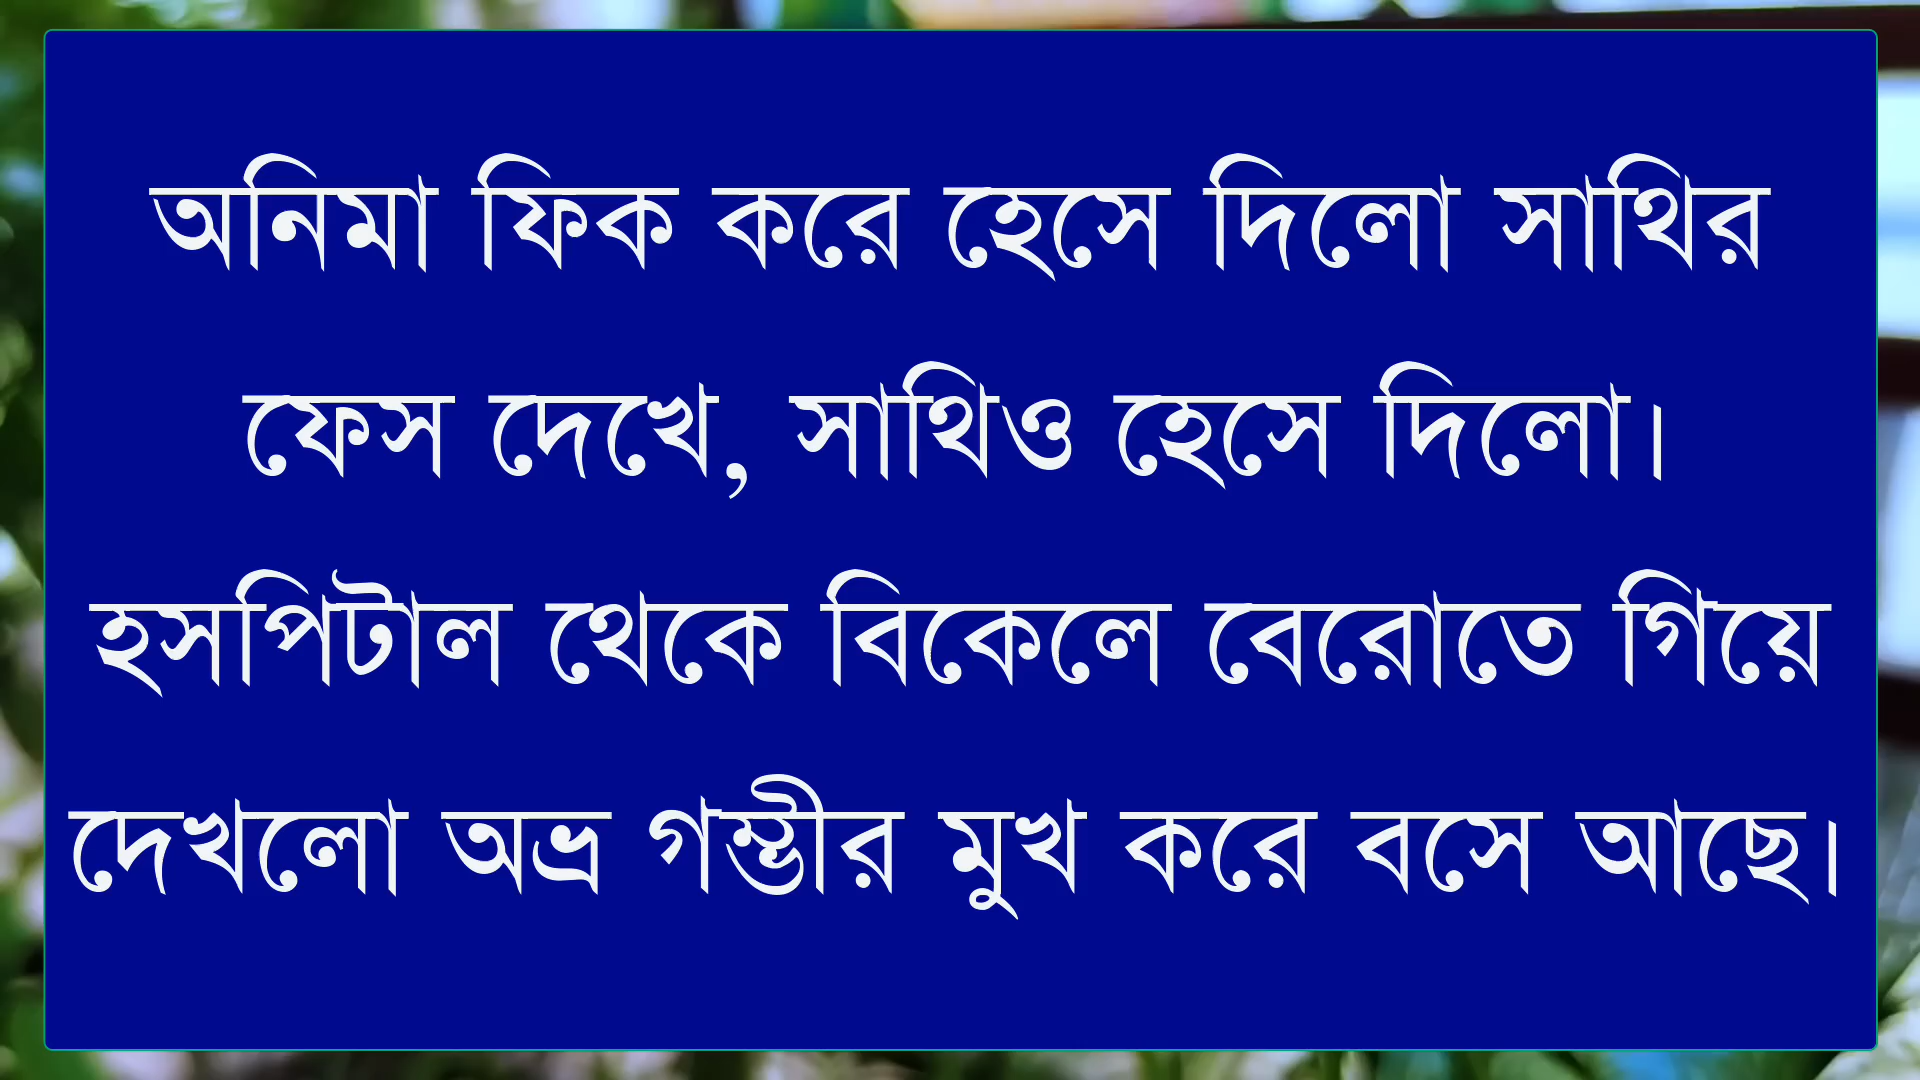 অনিমা ফিক করে হেসে দিলো সাথির
ফেস দেখে, সাথিও হেসে দিলো।
হসপিটাল থেকে বিকেলে বেরোতে গিয়ে
দেখলো অভ্র গম্ভীর মুখ করে বসে আছে।